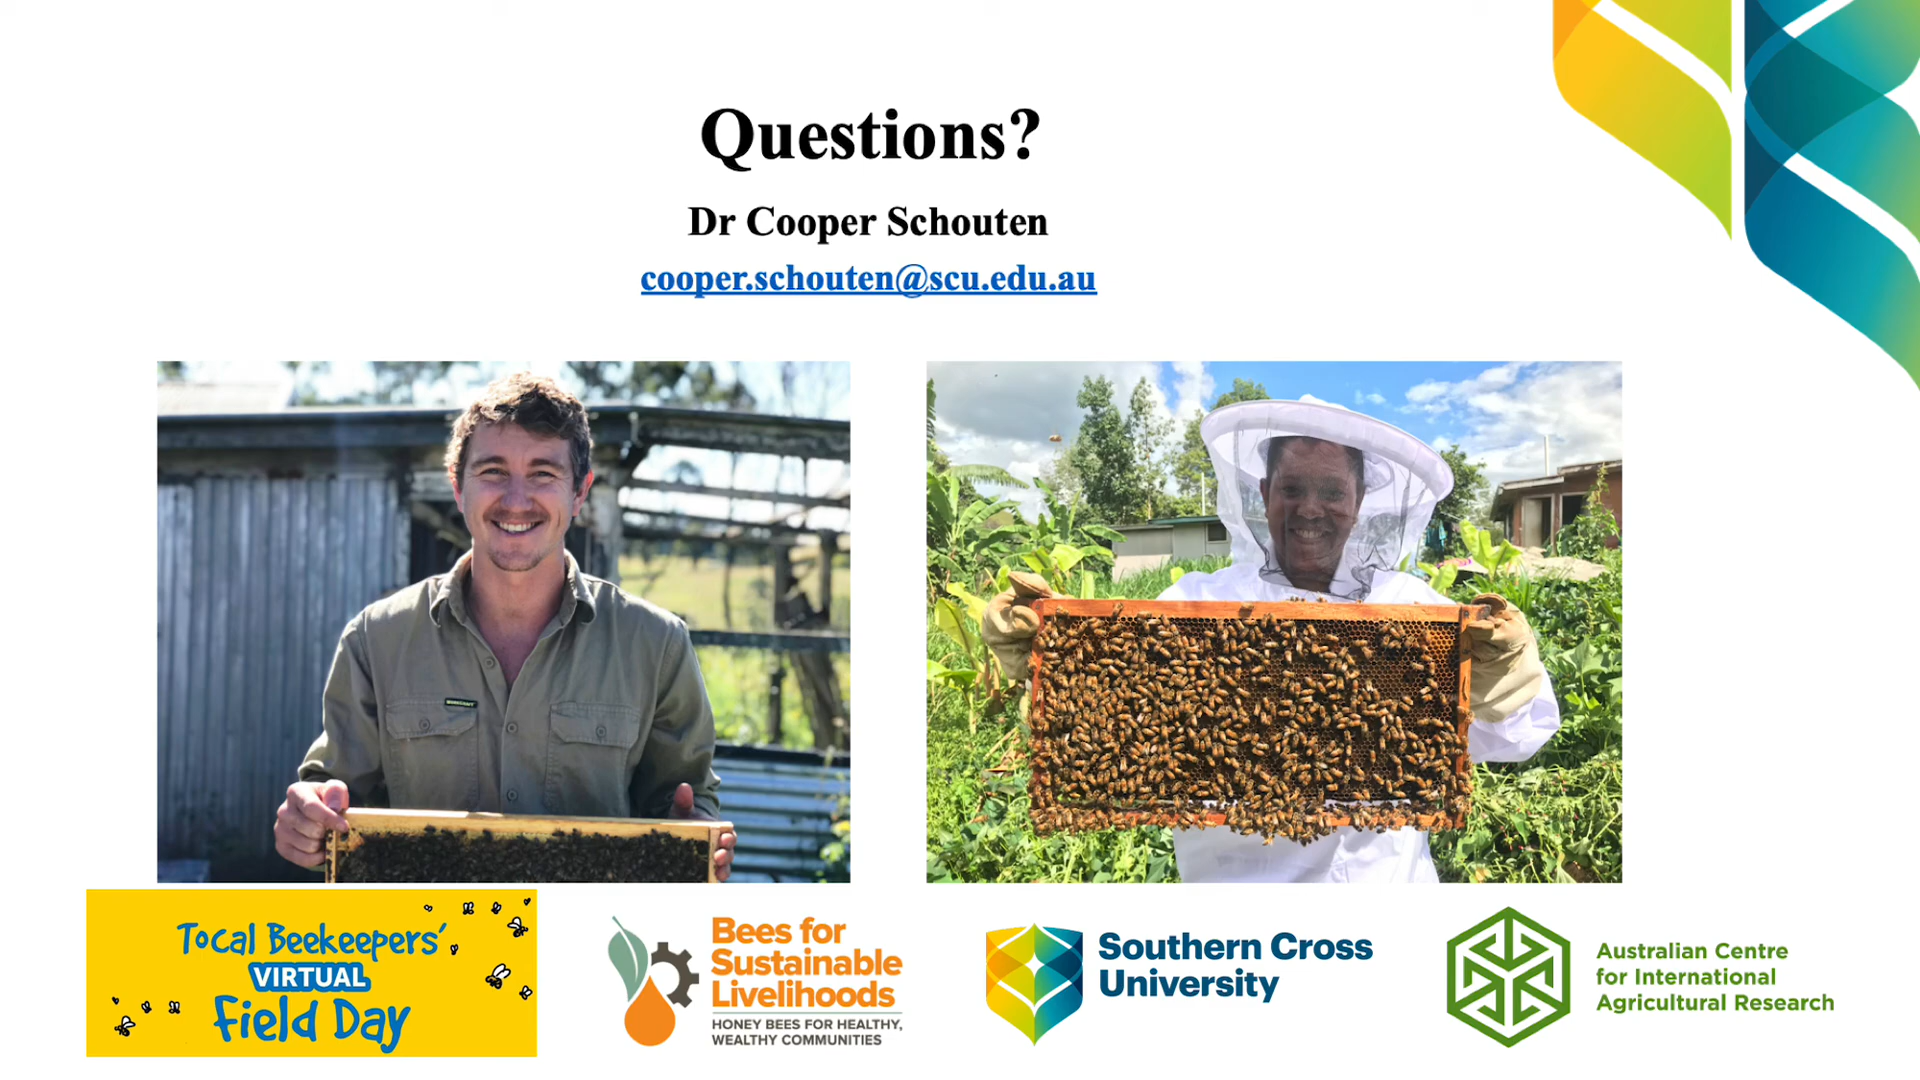 Questions?
Dr Cooper Schouten
cooper.schouten@scu.edu.au
Tocal Beekeepers'
VIRTUAL
Field Day
Bees for
Sustainable
Livelihoods
HONEY BEES FOR HEALTHY,
WEALTHY COMMUNITIES
Southern Cross
University
Australian Centre
for International
Agricultural Research